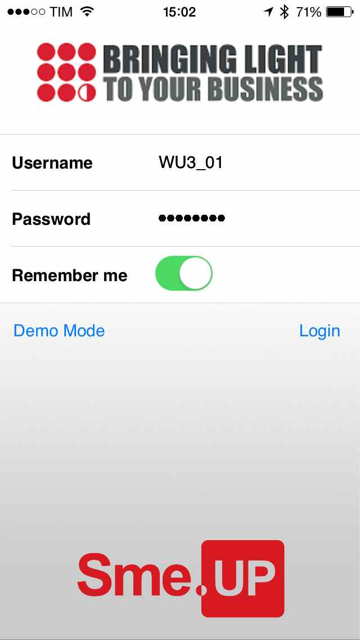 TIM 15:02 71%
BRINGING LIGHT
TO YOUR BUSINESS
Username WU3_01
Password ••••••••
Remember me
Demo Mode Login
Sme.UP